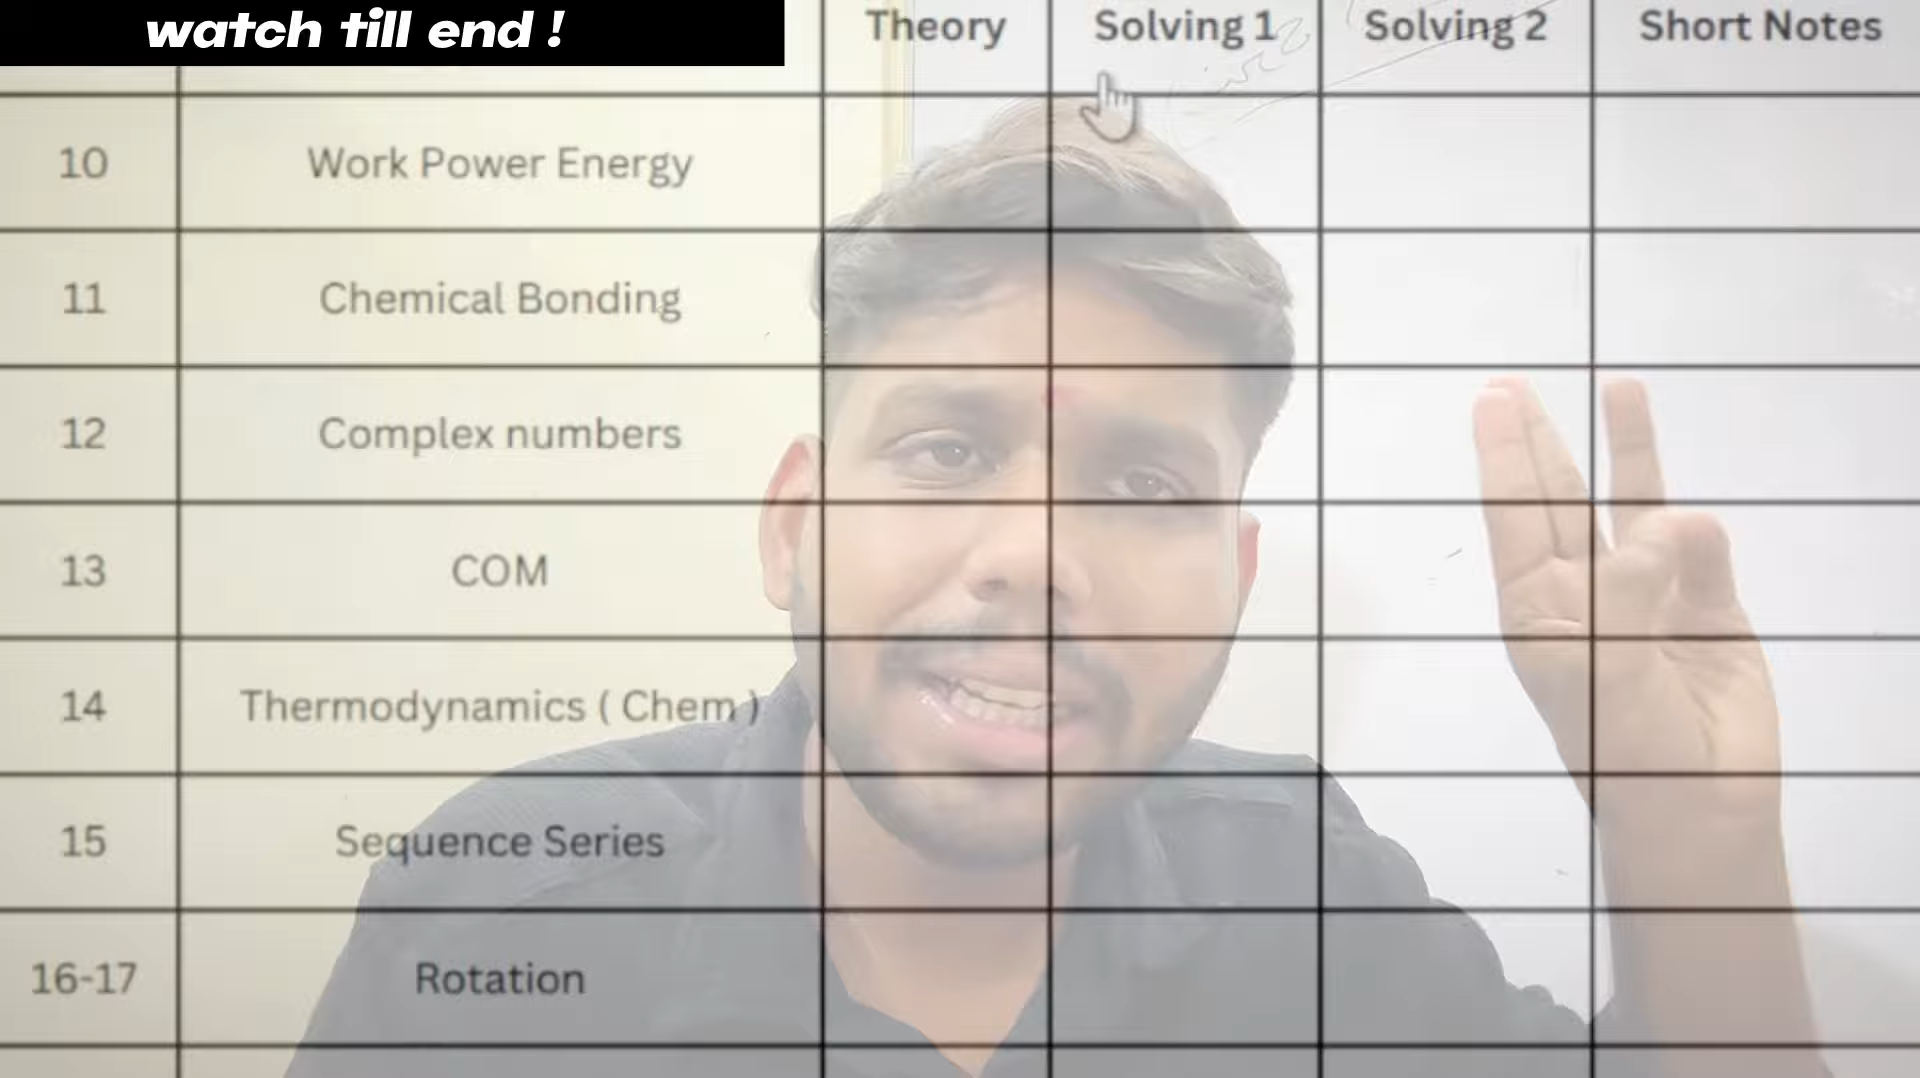 watch till end !
Theory Solving 1 Solving 2 Short Notes
10 Work Power Energy
11 Chemical Bonding
12 Complex numbers
13 COM
14 Thermodynamics ( Chem )
15 Sequence Series
16-17 Rotation